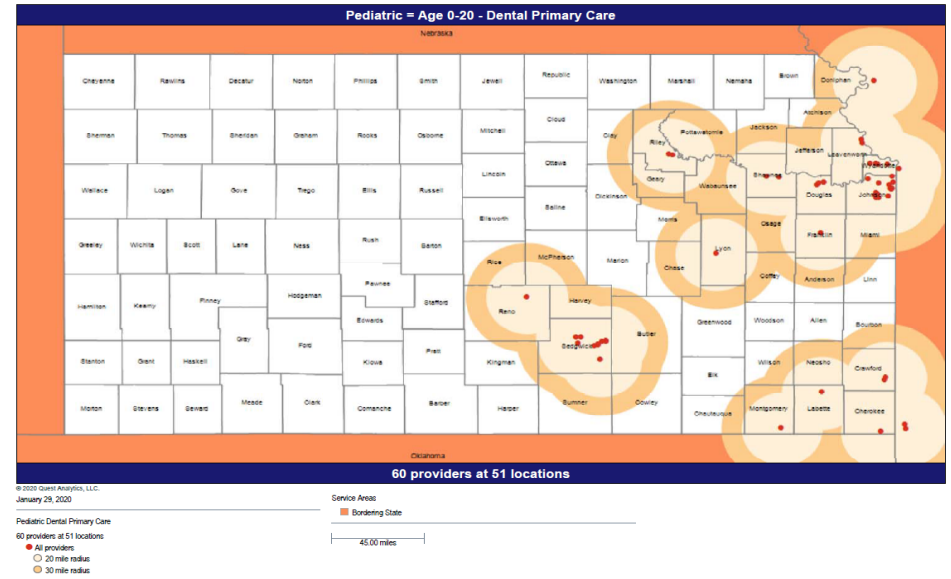 Pediatric = Age 0-20 - Dental Primary Care
Nebraska
Cheyenne Rawlins Decatur Norton Phillips Smith Jewell Republic Washington Marshall Nemaha Brown Doniphan
Atchison
Sherman Thomas Sheridan Graham Rooks Osborne Mitchell Cloud Clay Riley Pottawatomie Jackson
Jefferson Leavenworth
Wyandotte
Wallace Logan Gove Trego Ellis Russell Lincoln Ottawa Geary Wabaunsee Shawnee
Saline Dickinson Douglas Johnson
Ellsworth Morris
Greeley Wichita Scott Lane Ness Rush Barton Rice McPherson Marion Chase Lyon Osage Franklin Miami
Pawnee Coffey Anderson Linn
Hamilton Kearny Finney Hodgeman Stafford Reno Harvey
Gray Ford Edwards Sedgwick Butler Greenwood Woodson Allen Bourbon
Stanton Grant Haskell Kiowa Pratt Kingman Elk Wilson Neosho Crawford
Morton Stevens Seward Meade Clark Comanche Barber Harper Sumner Cowley Chautauqua Montgomery Labette Cherokee
Oklahoma
60 providers at 51 locations
© 2020 Quest Analytics, LLC.
January 29, 2020
Service Areas
Bordering State
Pediatric Dental Primary Care
45.00 miles
60 providers at 51 locations
All providers
20 mile radius
30 mile radius